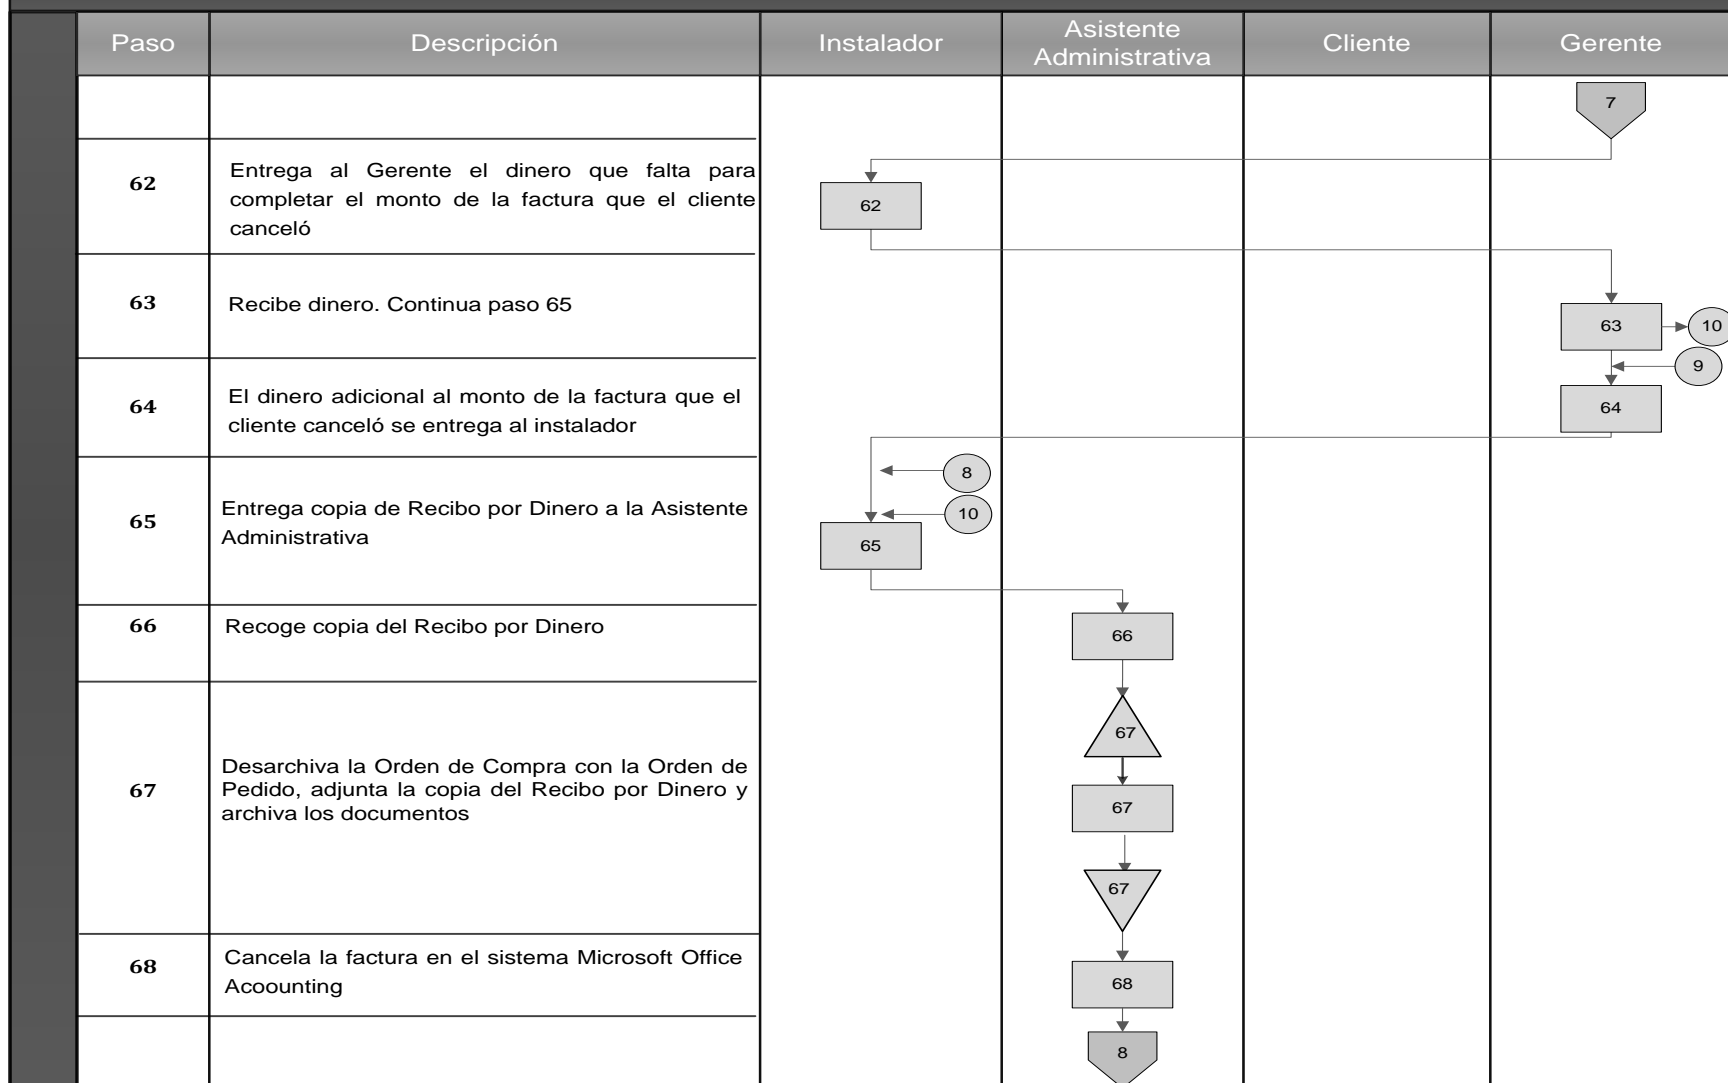 Paso
Descripción
Instalador
Asistente
Administrativa
Cliente
Gerente
7
62
Entrega al Gerente el dinero que falta para
completar el monto de la factura que el cliente
canceló
62
63
Recibe dinero. Continua paso 65
63
10
9
64
El dinero adicional al monto de la factura que el
cliente canceló se entrega al instalador
64
8
10
65
Entrega copia de Recibo por Dinero a la Asistente
Administrativa
65
66
Recoge copia del Recibo por Dinero
66
67
67
Desarchiva la Orden de Compra con la Orden de
Pedido, adjunta la copia del Recibo por Dinero y
archiva los documentos
67
67
68
Cancela la factura en el sistema Microsoft Office
Acoounting
68
8